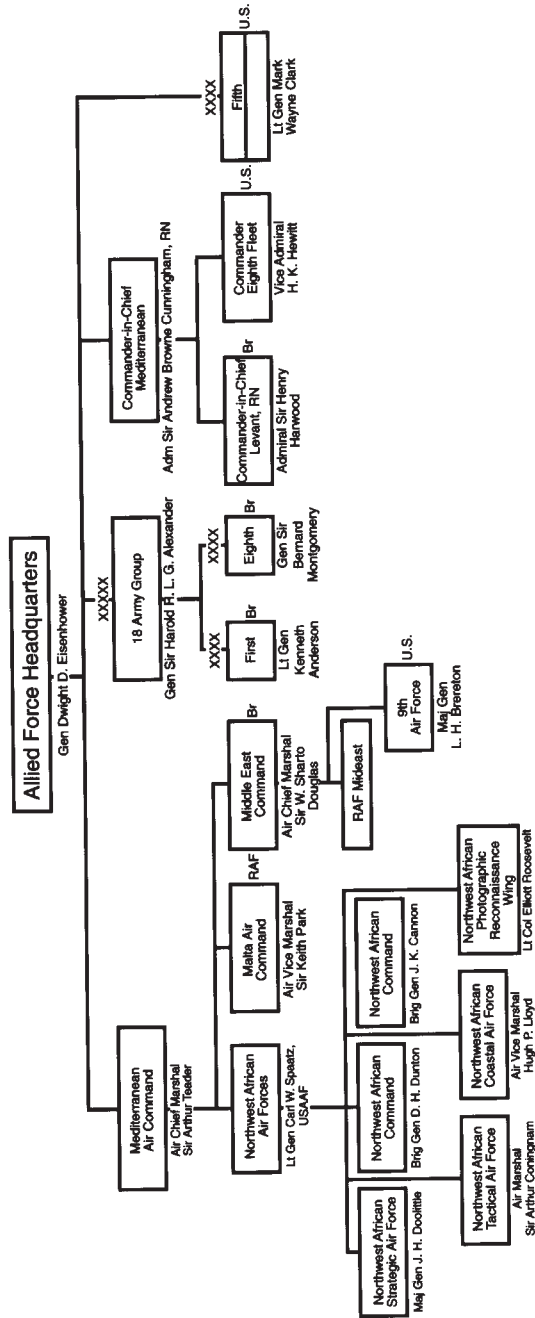 Allied Force Headquarters
Gen Dwight D. Eisenhower
Mediterranean
Air Command
Air Chief Marshal
Sir Arthur Teader
XXXXX
18 Army Group
Gen Sir Harold R. L. G. Alexander
Commander-in-Chief
Mediterranean
Adm Sir Andrew Browne Cunningham, RN
XXXX
Fifth
U.S.
Lt Gen Mark
Wayne Clark
Northwest African
Air Forces
Lt Gen Carl W. Spaatz,
USAAF
Malta Air
Command
RAF
Air Vice Marshal
Sir Keith Park
Middle East
Command
Br
Air Chief Marshal
Sir W. Sharto
Douglas
XXXX
First
Br
Lt Gen
Kenneth
Anderson
XXXX
Eighth
Br
Gen Sir
Bernard
Montgomery
Commander-in-Chief
Levant, RN
Br
Admiral Sir Henry
Harwood
Commander
Eighth Fleet
U.S.
Vice Admiral
H. K. Hewitt
RAF Mideast
9th
Air Force
U.S.
Maj Gen
L. H. Brereton
Northwest African
Strategic Air Force
Maj Gen J. H. Doolittle
Northwest African
Command
Brig Gen D. H. Dunton
Northwest African
Command
Brig Gen J. K. Cannon
Northwest African
Tactical Air Force
Air Marshal
Sir Arthur Coningnam
Northwest African
Coastal Air Force
Air Vice Marshal
Hugh P. Lloyd
Northwest African
Photographic
Reconnaissance
Wing
Lt Col Elliott Roosevelt